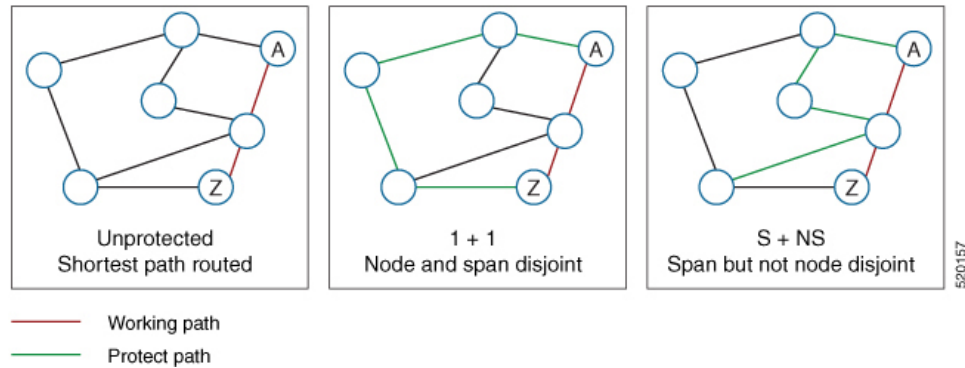 A
Z
Unprotected
Shortest path routed
A
Z
1 + 1
Node and span disjoint
A
Z
S + NS
Span but not node disjoint
520157
Working path
Protect path